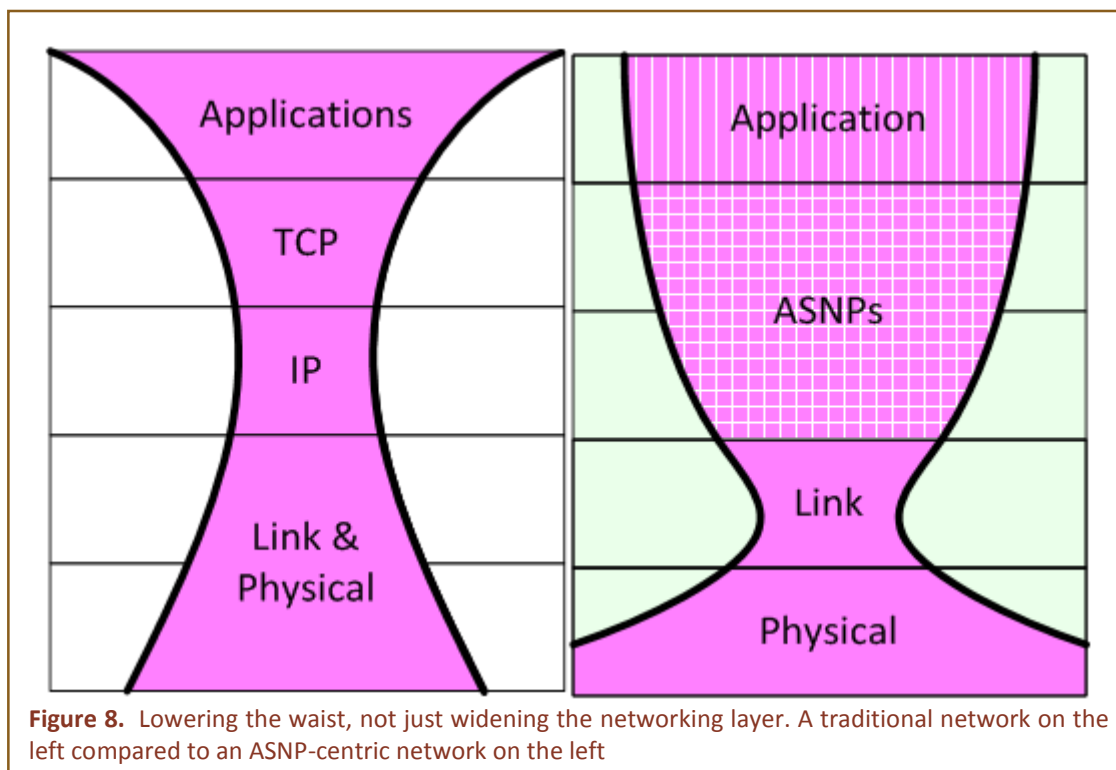 Applications
TCP
IP
Link &
Physical
Application
ASNPs
Link
Physical
Figure 8. Lowering the waist, not just widening the networking layer. A traditional network on the
left compared to an ASNP-centric network on the left